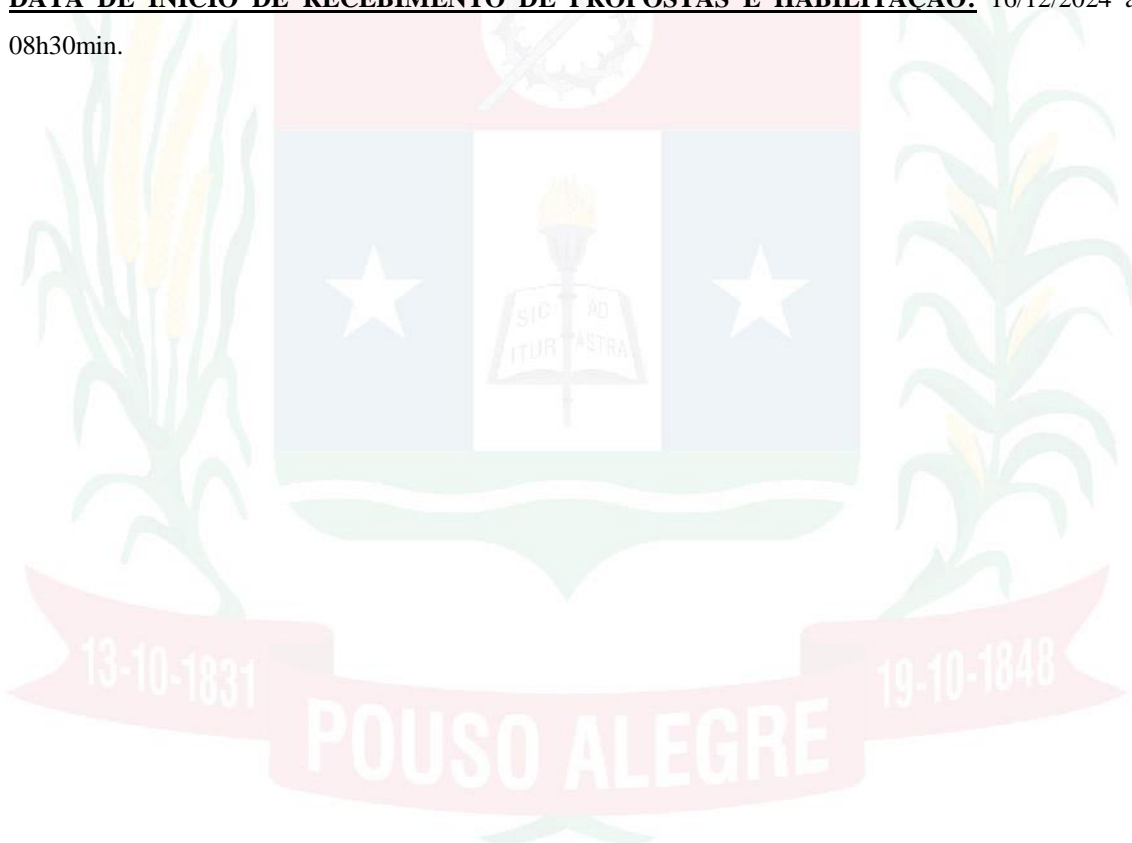 DATA DE INÍCIO DE RECEBIMENTO DE PROPOSTAS E HABILITAÇÃO: 16/12/2024
08h30min.
SIC AD
ITUR ASTRA
13-10-1831
19-10-1848
POUSO ALEGRE